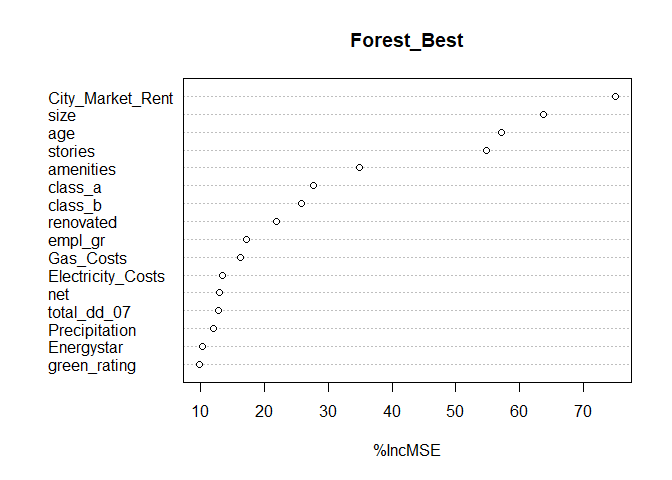 Forest_Best
City_Market_Rent
size
age
stories
amenities
class_a
class_b
renovated
empl_gr
Gas_Costs
Electricity_Costs
net
total_dd_07
Precipitation
Energystar
green_rating
10 20 30 40 50 60 70
%IncMSE